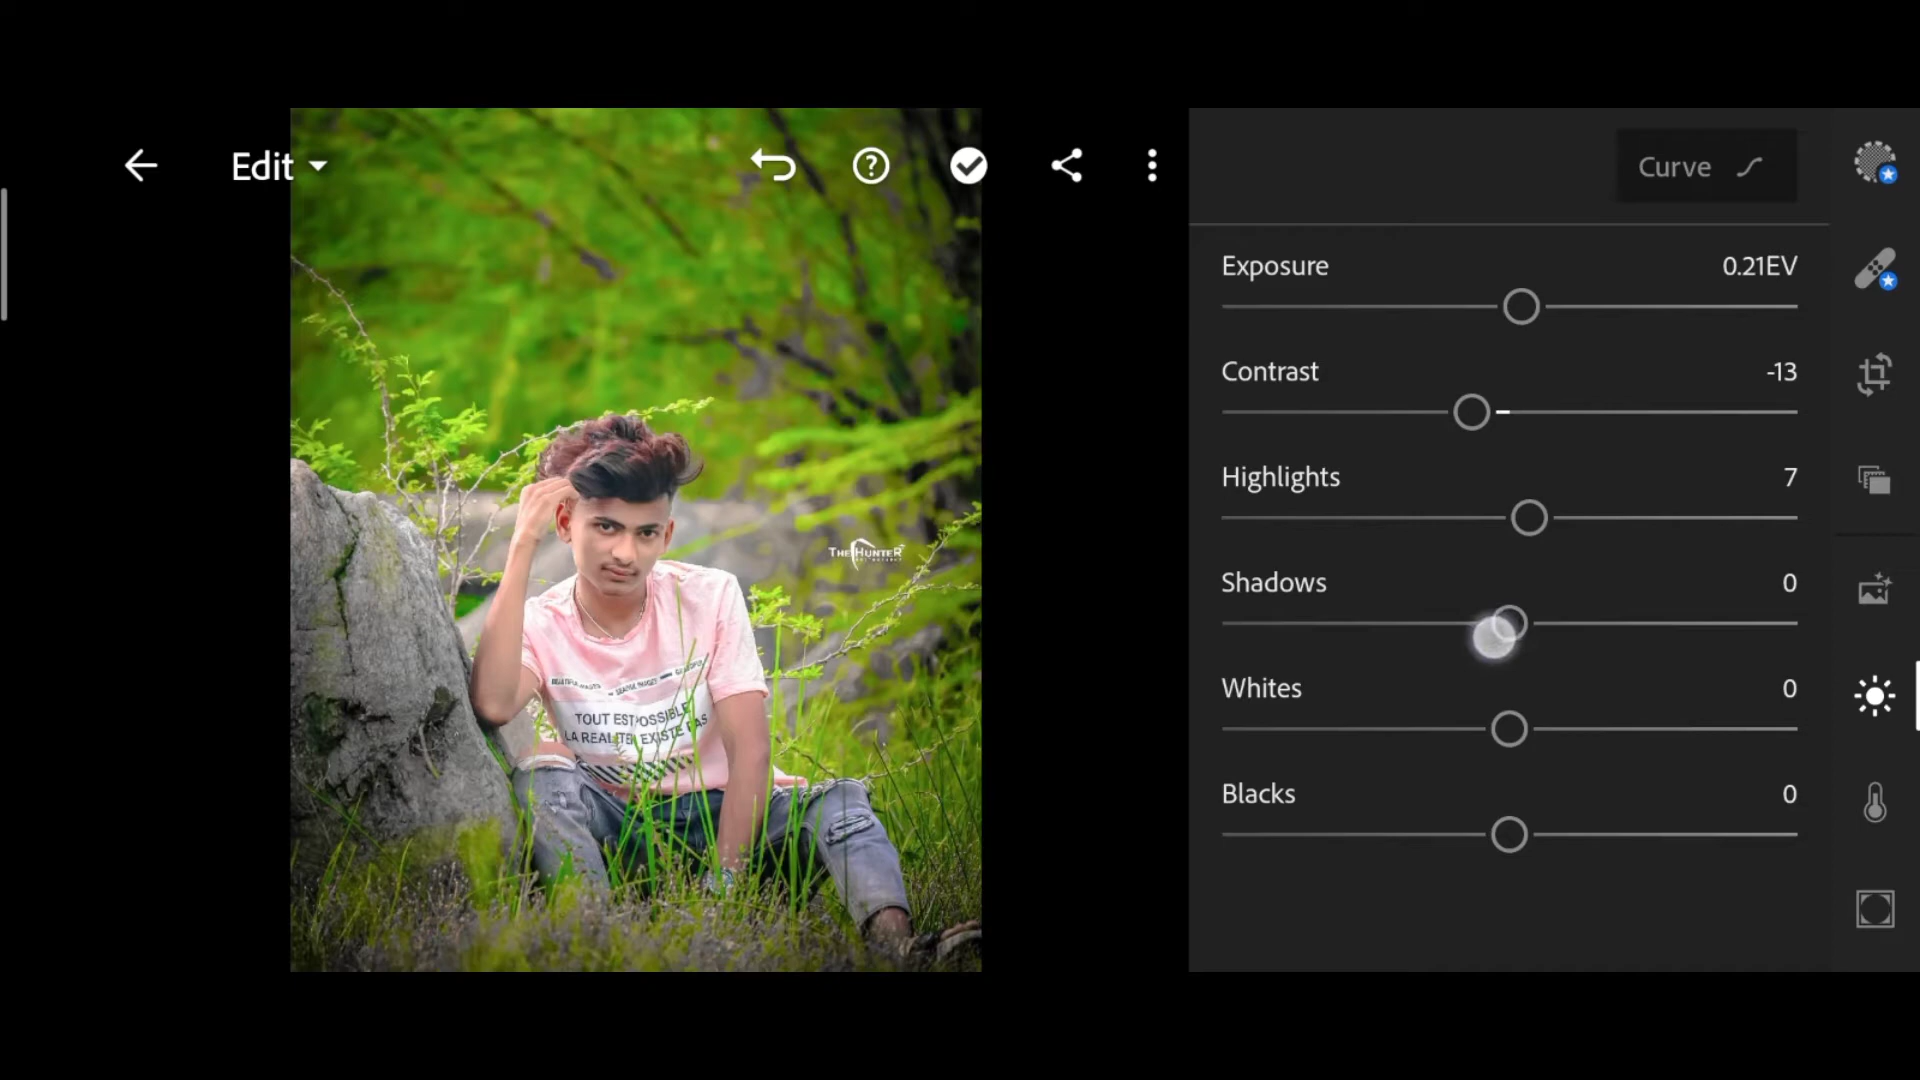 Edit
Curve
Exposure 0.21EV
Contrast -13
Highlights 7
Shadows 0
Whites 0
Blacks 0
THE HUNTER
TOUT EST POSSIBLE
LA REALITE EXISTE PAS